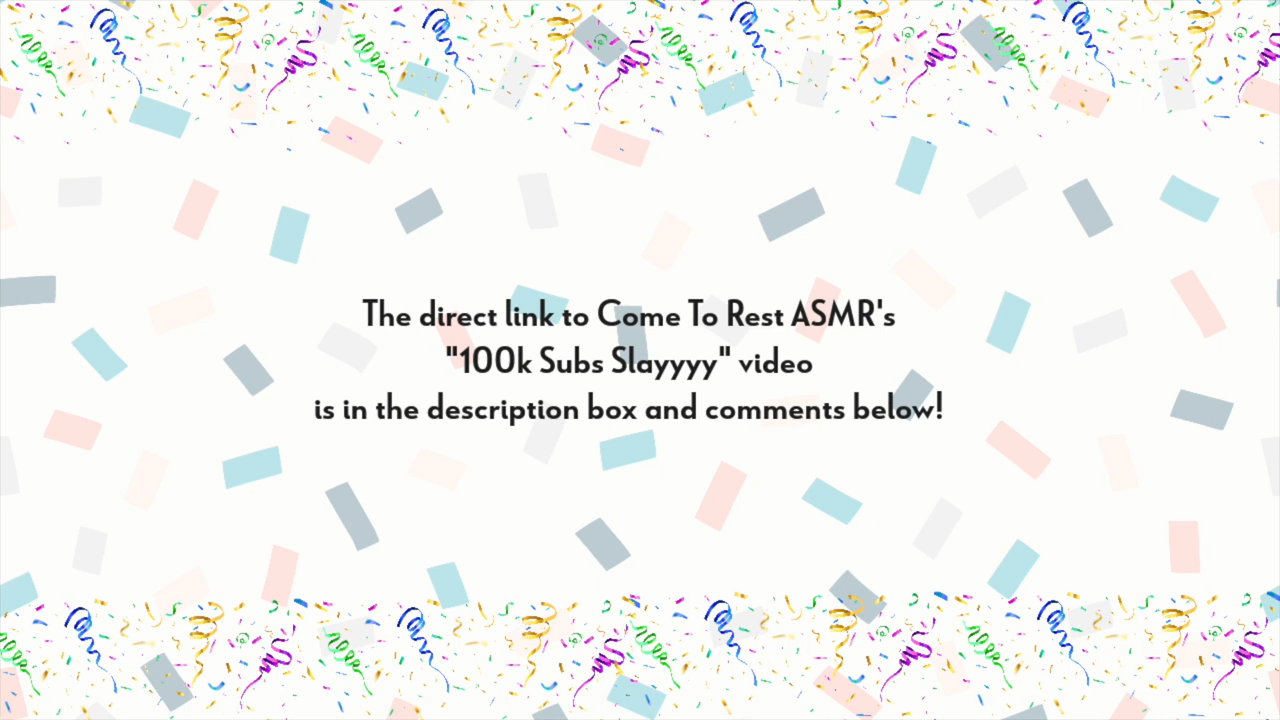 The direct link to Come To Rest ASMR's
"100k Subs Slayyyy" video
is in the description box and comments below!